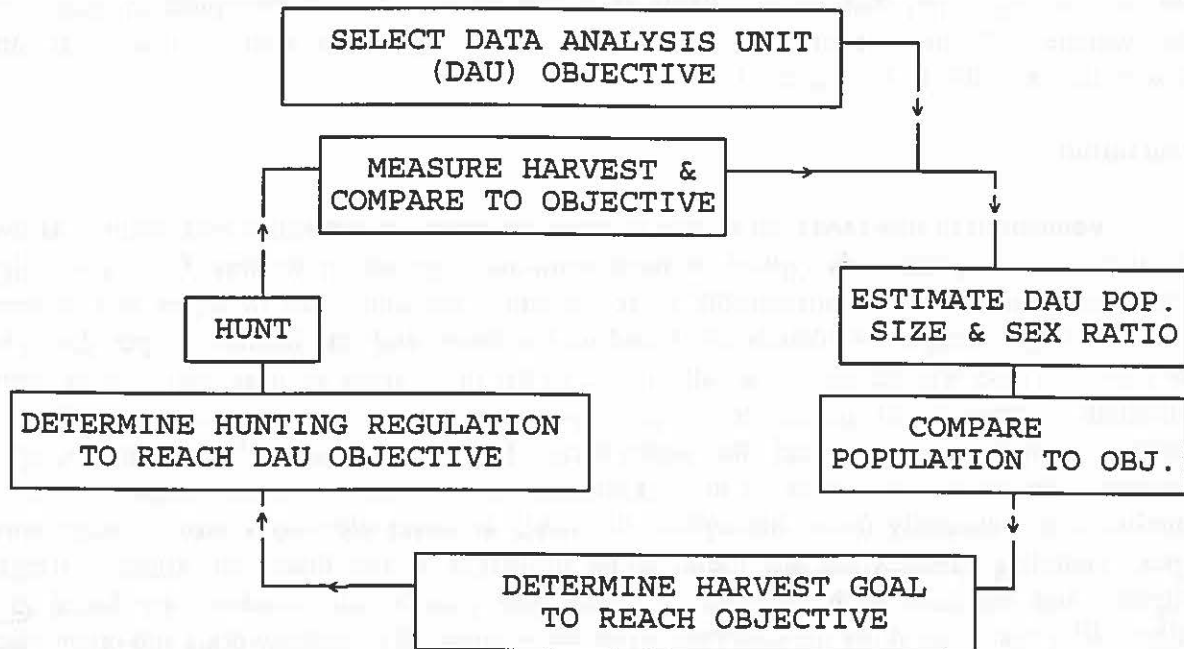 SELECT DATA ANALYSIS UNIT
(DAU) OBJECTIVE
MEASURE HARVEST &
COMPARE TO OBJECTIVE
ESTIMATE DAU POP.
SIZE & SEX RATIO
HUNT
DETERMINE HUNTING REGULATION
TO REACH DAU OBJECTIVE
COMPARE
POPULATION TO OBJ.
DETERMINE HARVEST GOAL
TO REACH OBJECTIVE